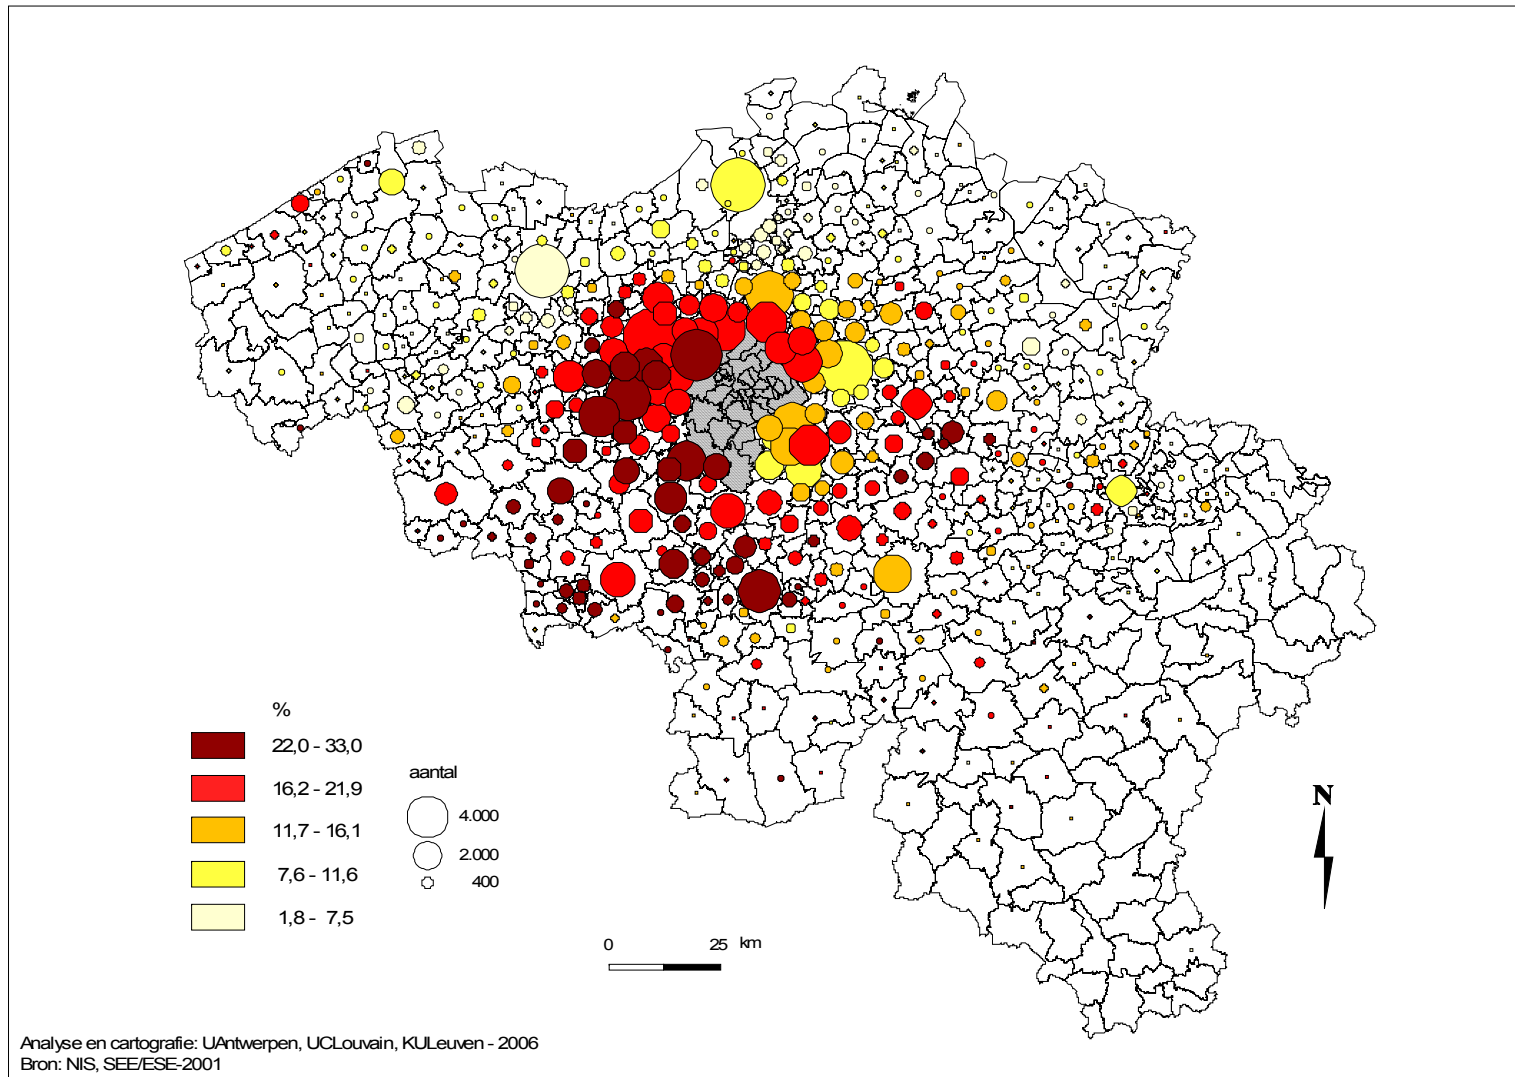 %
22,0 - 33,0
16,2 - 21,9
11,7 - 16,1
7,6 - 11,6
1,8 - 7,5
aantal
4.000
2.000
400
N
0 25 km
Analyse en cartografie: UAntwerpen, UCLouvain, KULeuven - 2006
Bron: NIS, SEE/ESE-2001